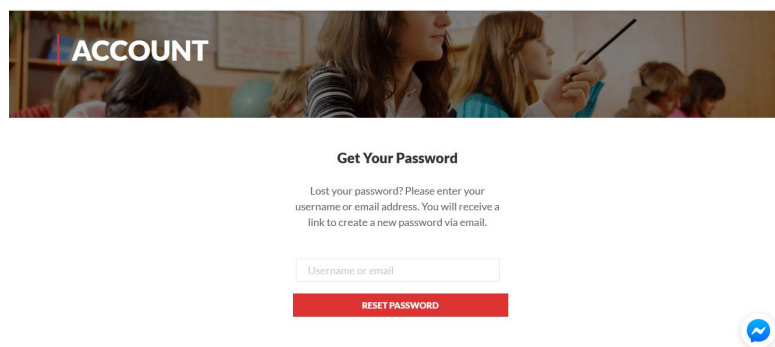 ACCOUNT
Get Your Password
Lost your password? Please enter your
username or email address. You will receive a
link to create a new password via email.
Username or email
RESET PASSWORD